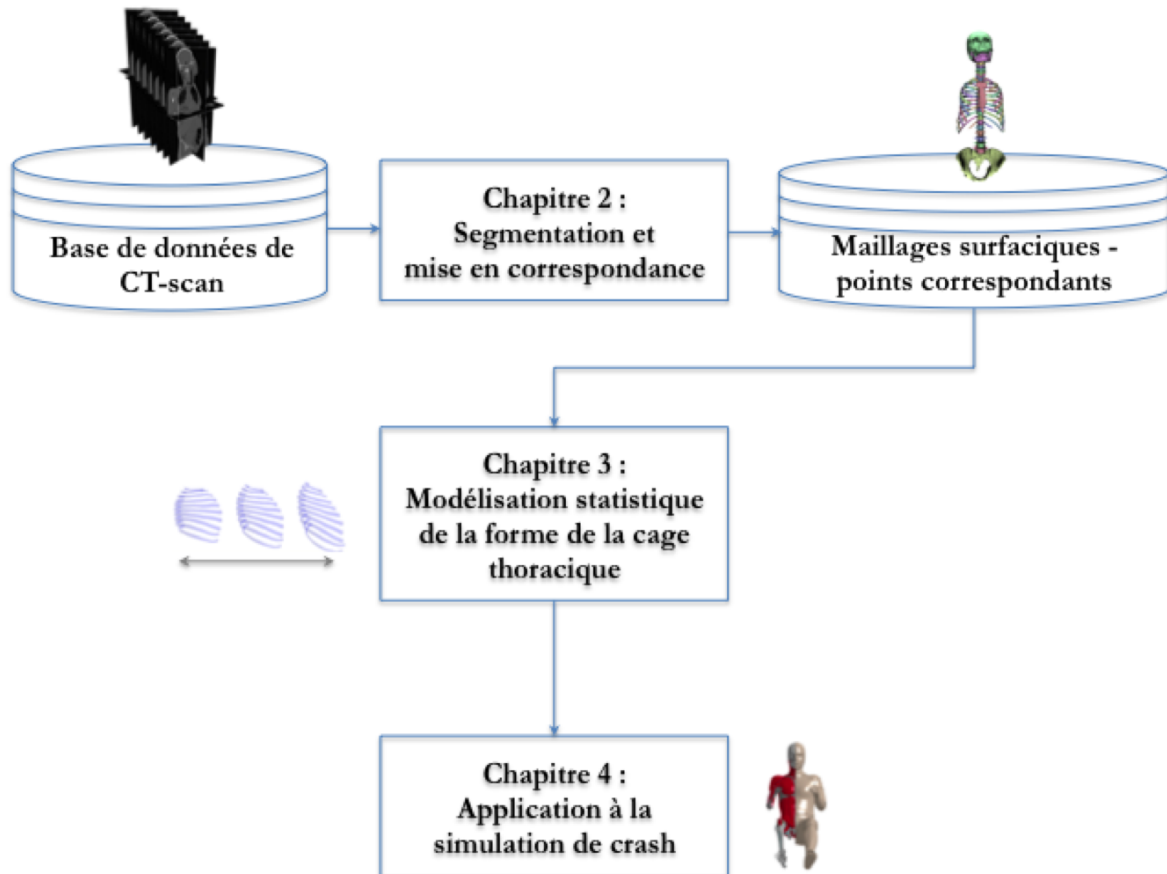 Base de données de
CT-scan
Chapitre 2 :
Segmentation et
mise en correspondance
Maillages surfaciques -
points correspondants
Chapitre 3 :
Modélisation statistique
de la forme de la cage
thoracique
Chapitre 4 :
Application à la
simulation de crash